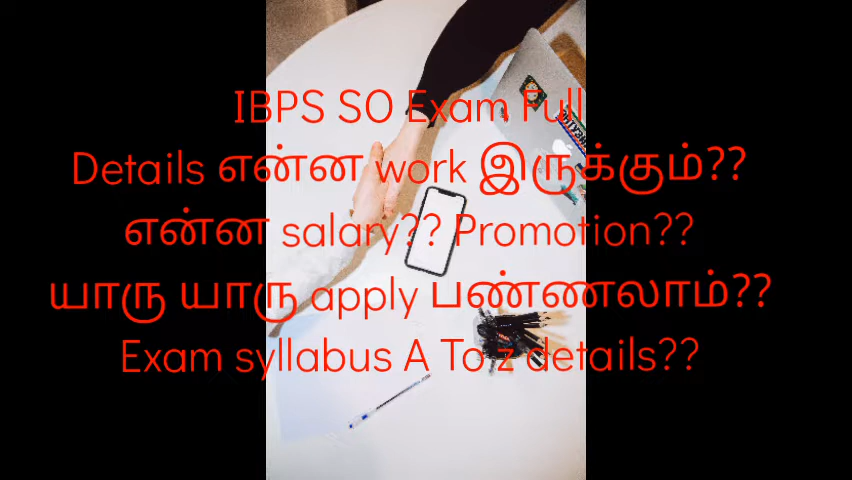 IBPS SO Exam Full
Details என்ன work இருக்கும்??
என்ன salary?? Promotion??
யாரு யாரு apply பண்ணலாம்??
Exam syllabus A To z details??